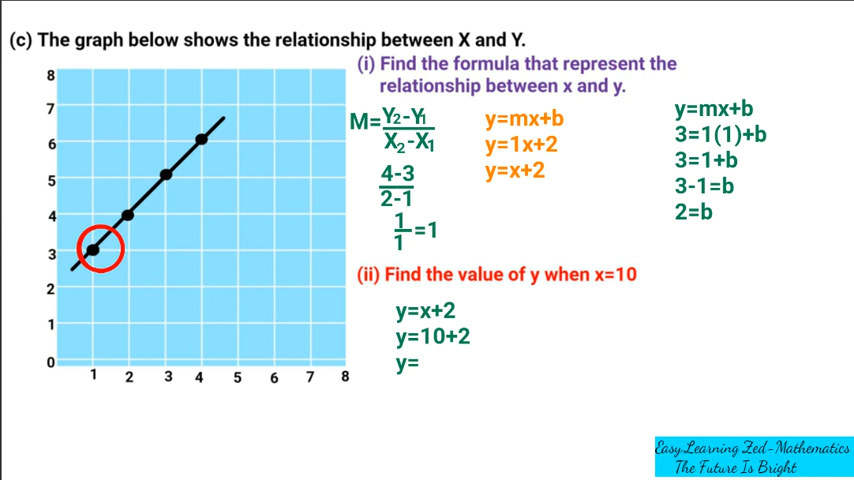 (c) The graph below shows the relationship between X and Y.
(i) Find the formula that represent the
relationship between x and y.
8
7
6
5
4
3
2
1
0
1 2 3 4 5 6 7 8
M=Y₂-Y₁
X₂-X₁
4-3
2-1
1
1 =1
y=mx+b
y=1x+2
y=x+2
y=mx+b
3=1(1)+b
3=1+b
3-1=b
2=b
(ii) Find the value of y when x=10
y=x+2
y=10+2
y=
Easy Learning Zed-Mathematics
The Future Is Bright